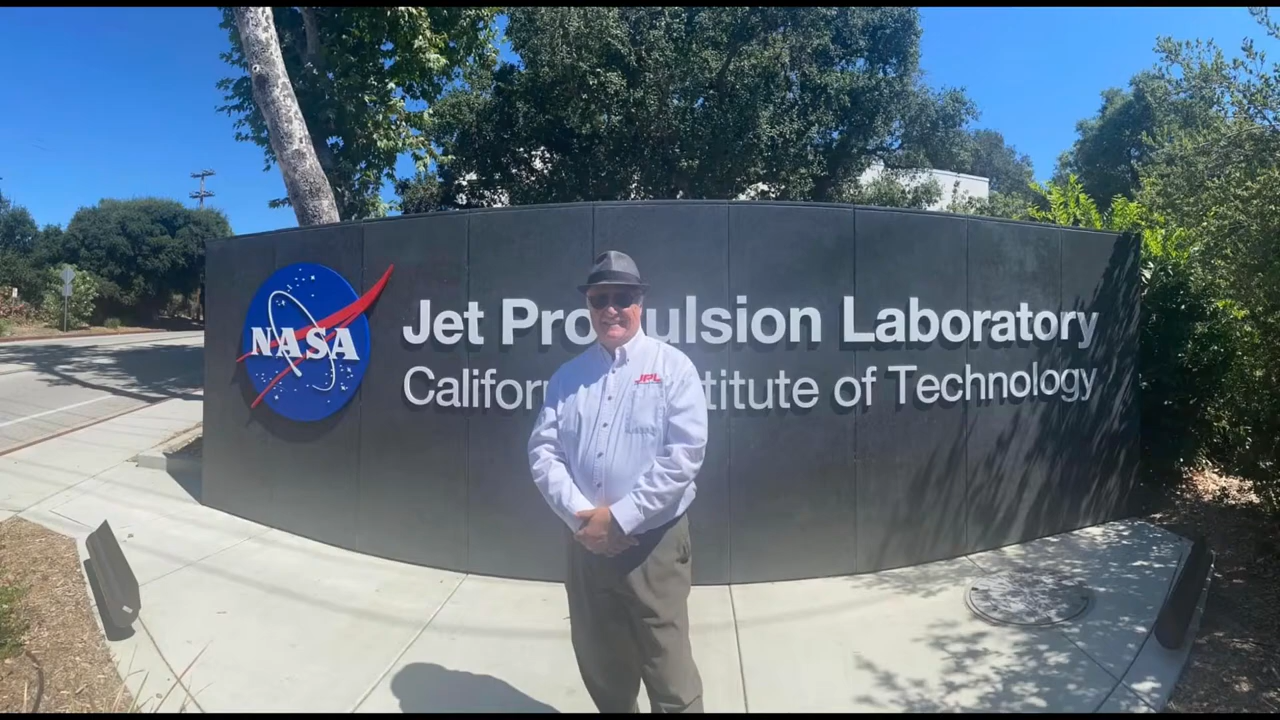 NASA
Jet Pro ulsion Laboratory
Califor titute of Technology
JPL